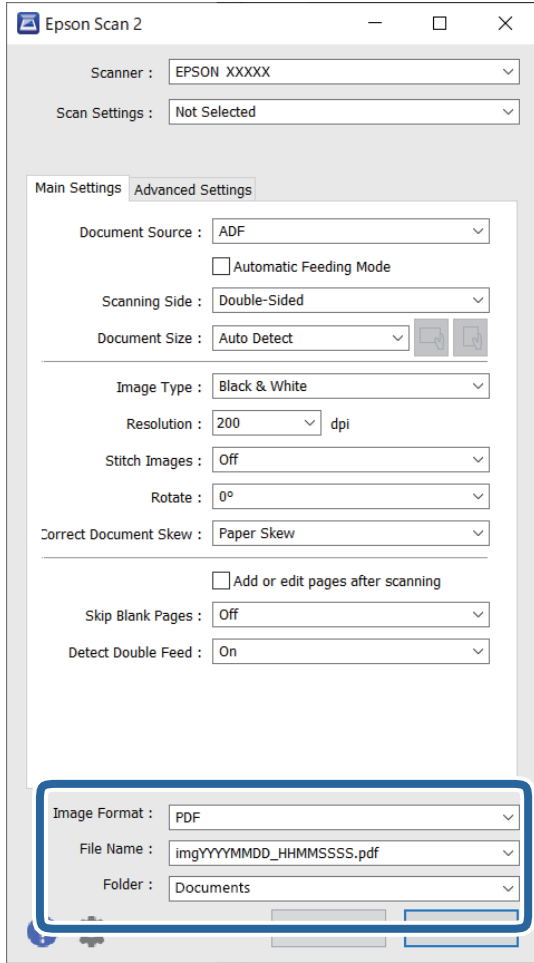 Epson Scan 2
Scanner : EPSON XXXXX
Scan Settings : Not Selected
Main Settings Advanced Settings
Document Source : ADF
Automatic Feeding Mode
Scanning Side : Double-Sided
Document Size : Auto Detect
Image Type : Black & White
Resolution : 200 dpi
Stitch Images : Off
Rotate : 0°
Correct Document Skew : Paper Skew
Add or edit pages after scanning
Skip Blank Pages : Off
Detect Double Feed : On
Image Format : PDF
File Name : imgYYYYMMDD_HHMMSSSS.pdf
Folder : Documents